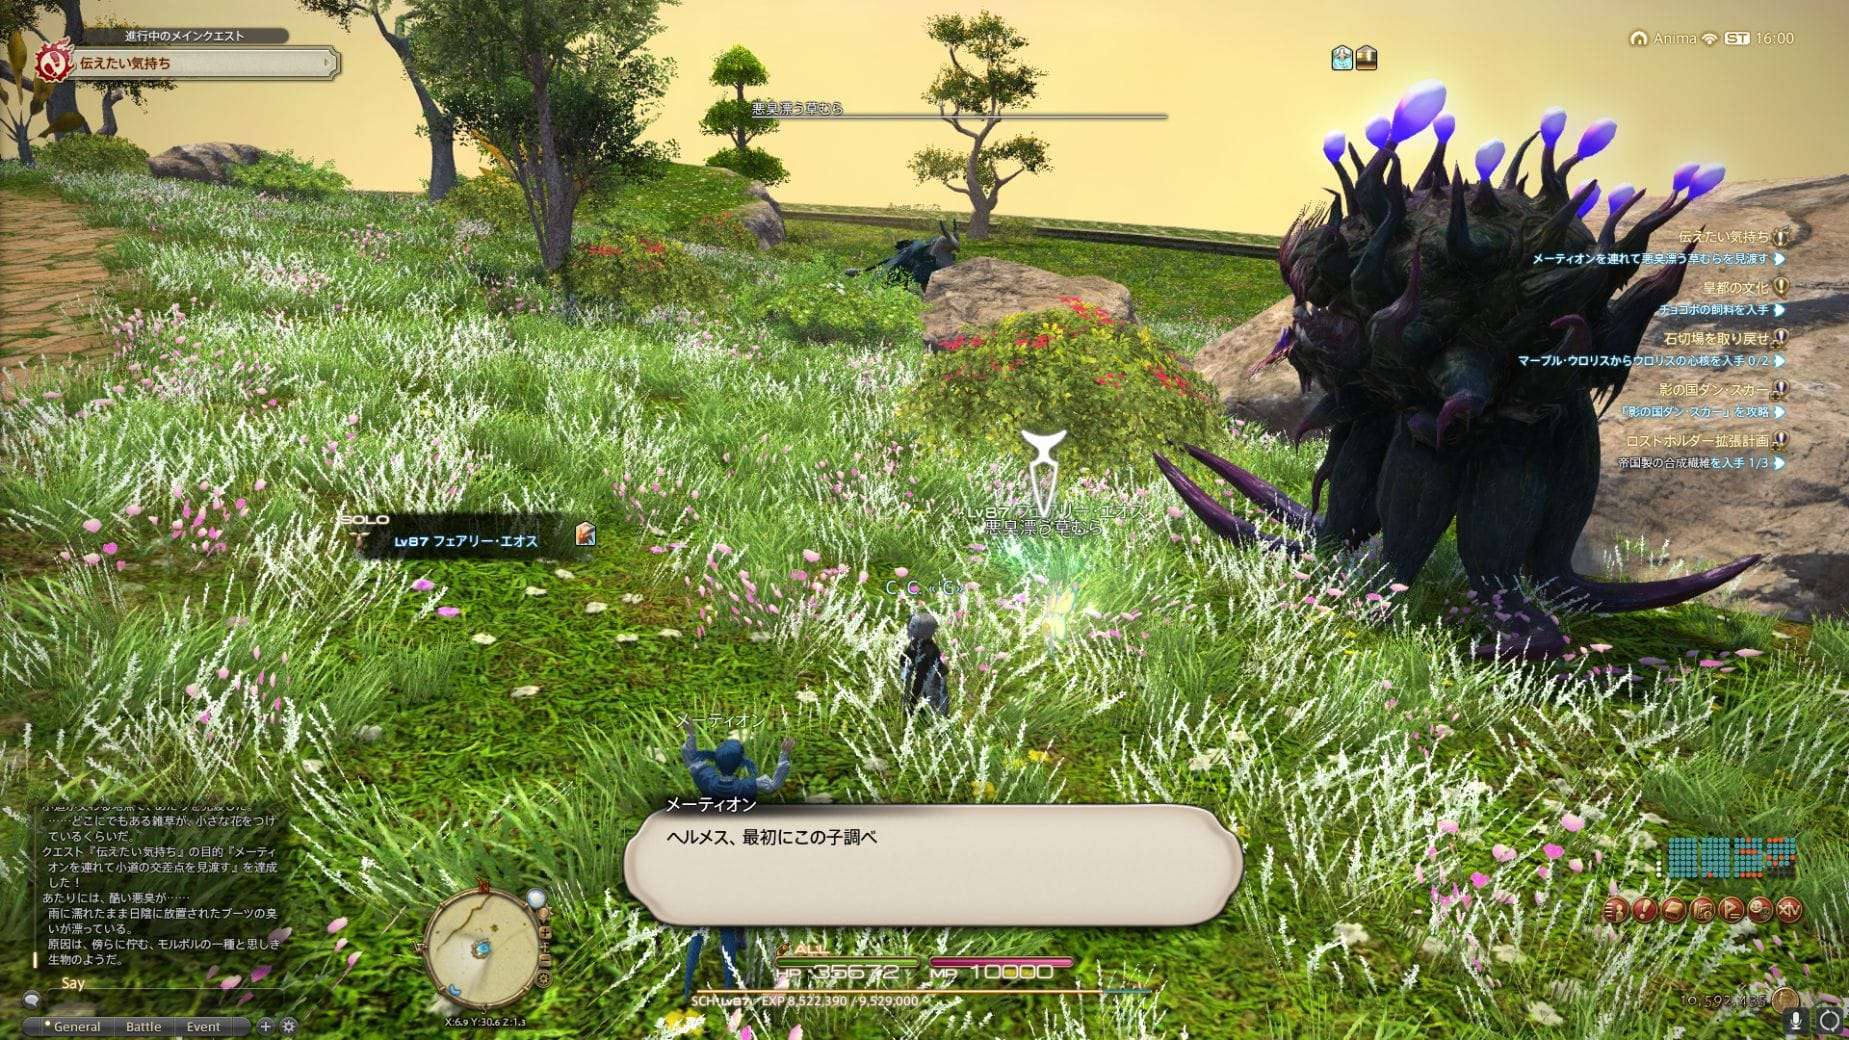 進行中のメインクエスト
伝えたい気持ち
Anima ST 16:00
悪臭漂う草むら
伝えたい気持ち
メーティオンを連れて悪臭漂う草むらを見渡す
皇都の文化
チョコボの飼料を入手
石切場を取り戻せ
マーブル・ウロリスからウロリスの心核を入手 0/2
影の国ダン・スカー
「影の国ダン・スカー」を攻略
ロストホルダー拡張計画
帝国製の合成繊維を入手 1/3
SOLO
Lv87 フェアリー・エオス
Lv87 フェアリー・エオス
悪臭漂う草むら
C C «G»
メーティオン
メーティオン
ヘルメス、最初にこの子調べ
……どこにでもある雑草が、小さな花をつけ
ているくらいだ。
クエスト『伝えたい気持ち』の目的『メーティ
オンを連れて小道の交差点を見渡す』を達成
した！
あたりには、酷い悪臭が……
雨に濡れたまま日陰に放置されたブーツの臭
いが漂っている。
原因は、傍らに佇む、モルボルの一種と思しき
生物のようだ。
Say
General Battle Event
X:6.9 Y:30.6 Z:1.3
ALL
HP 35672 MP 10000
SCH Lv87 EXP 8,522,390 / 9,529,000
XIV
10,592,435